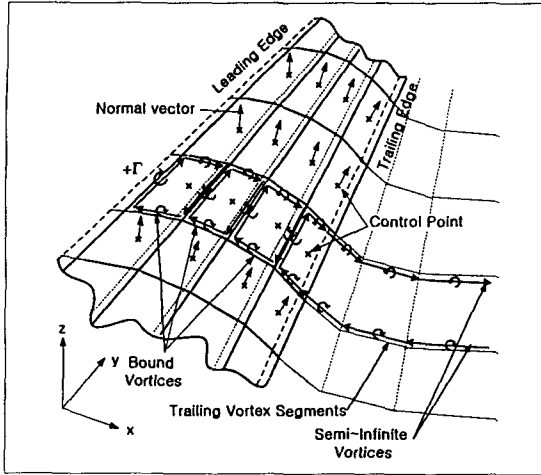 Leading Edge
Normal vector
Trailing Edge
+Γ
Control Point
z
y
x
Bound
Vortices
Trailing Vortex Segments
Semi-Infinite
Vortices